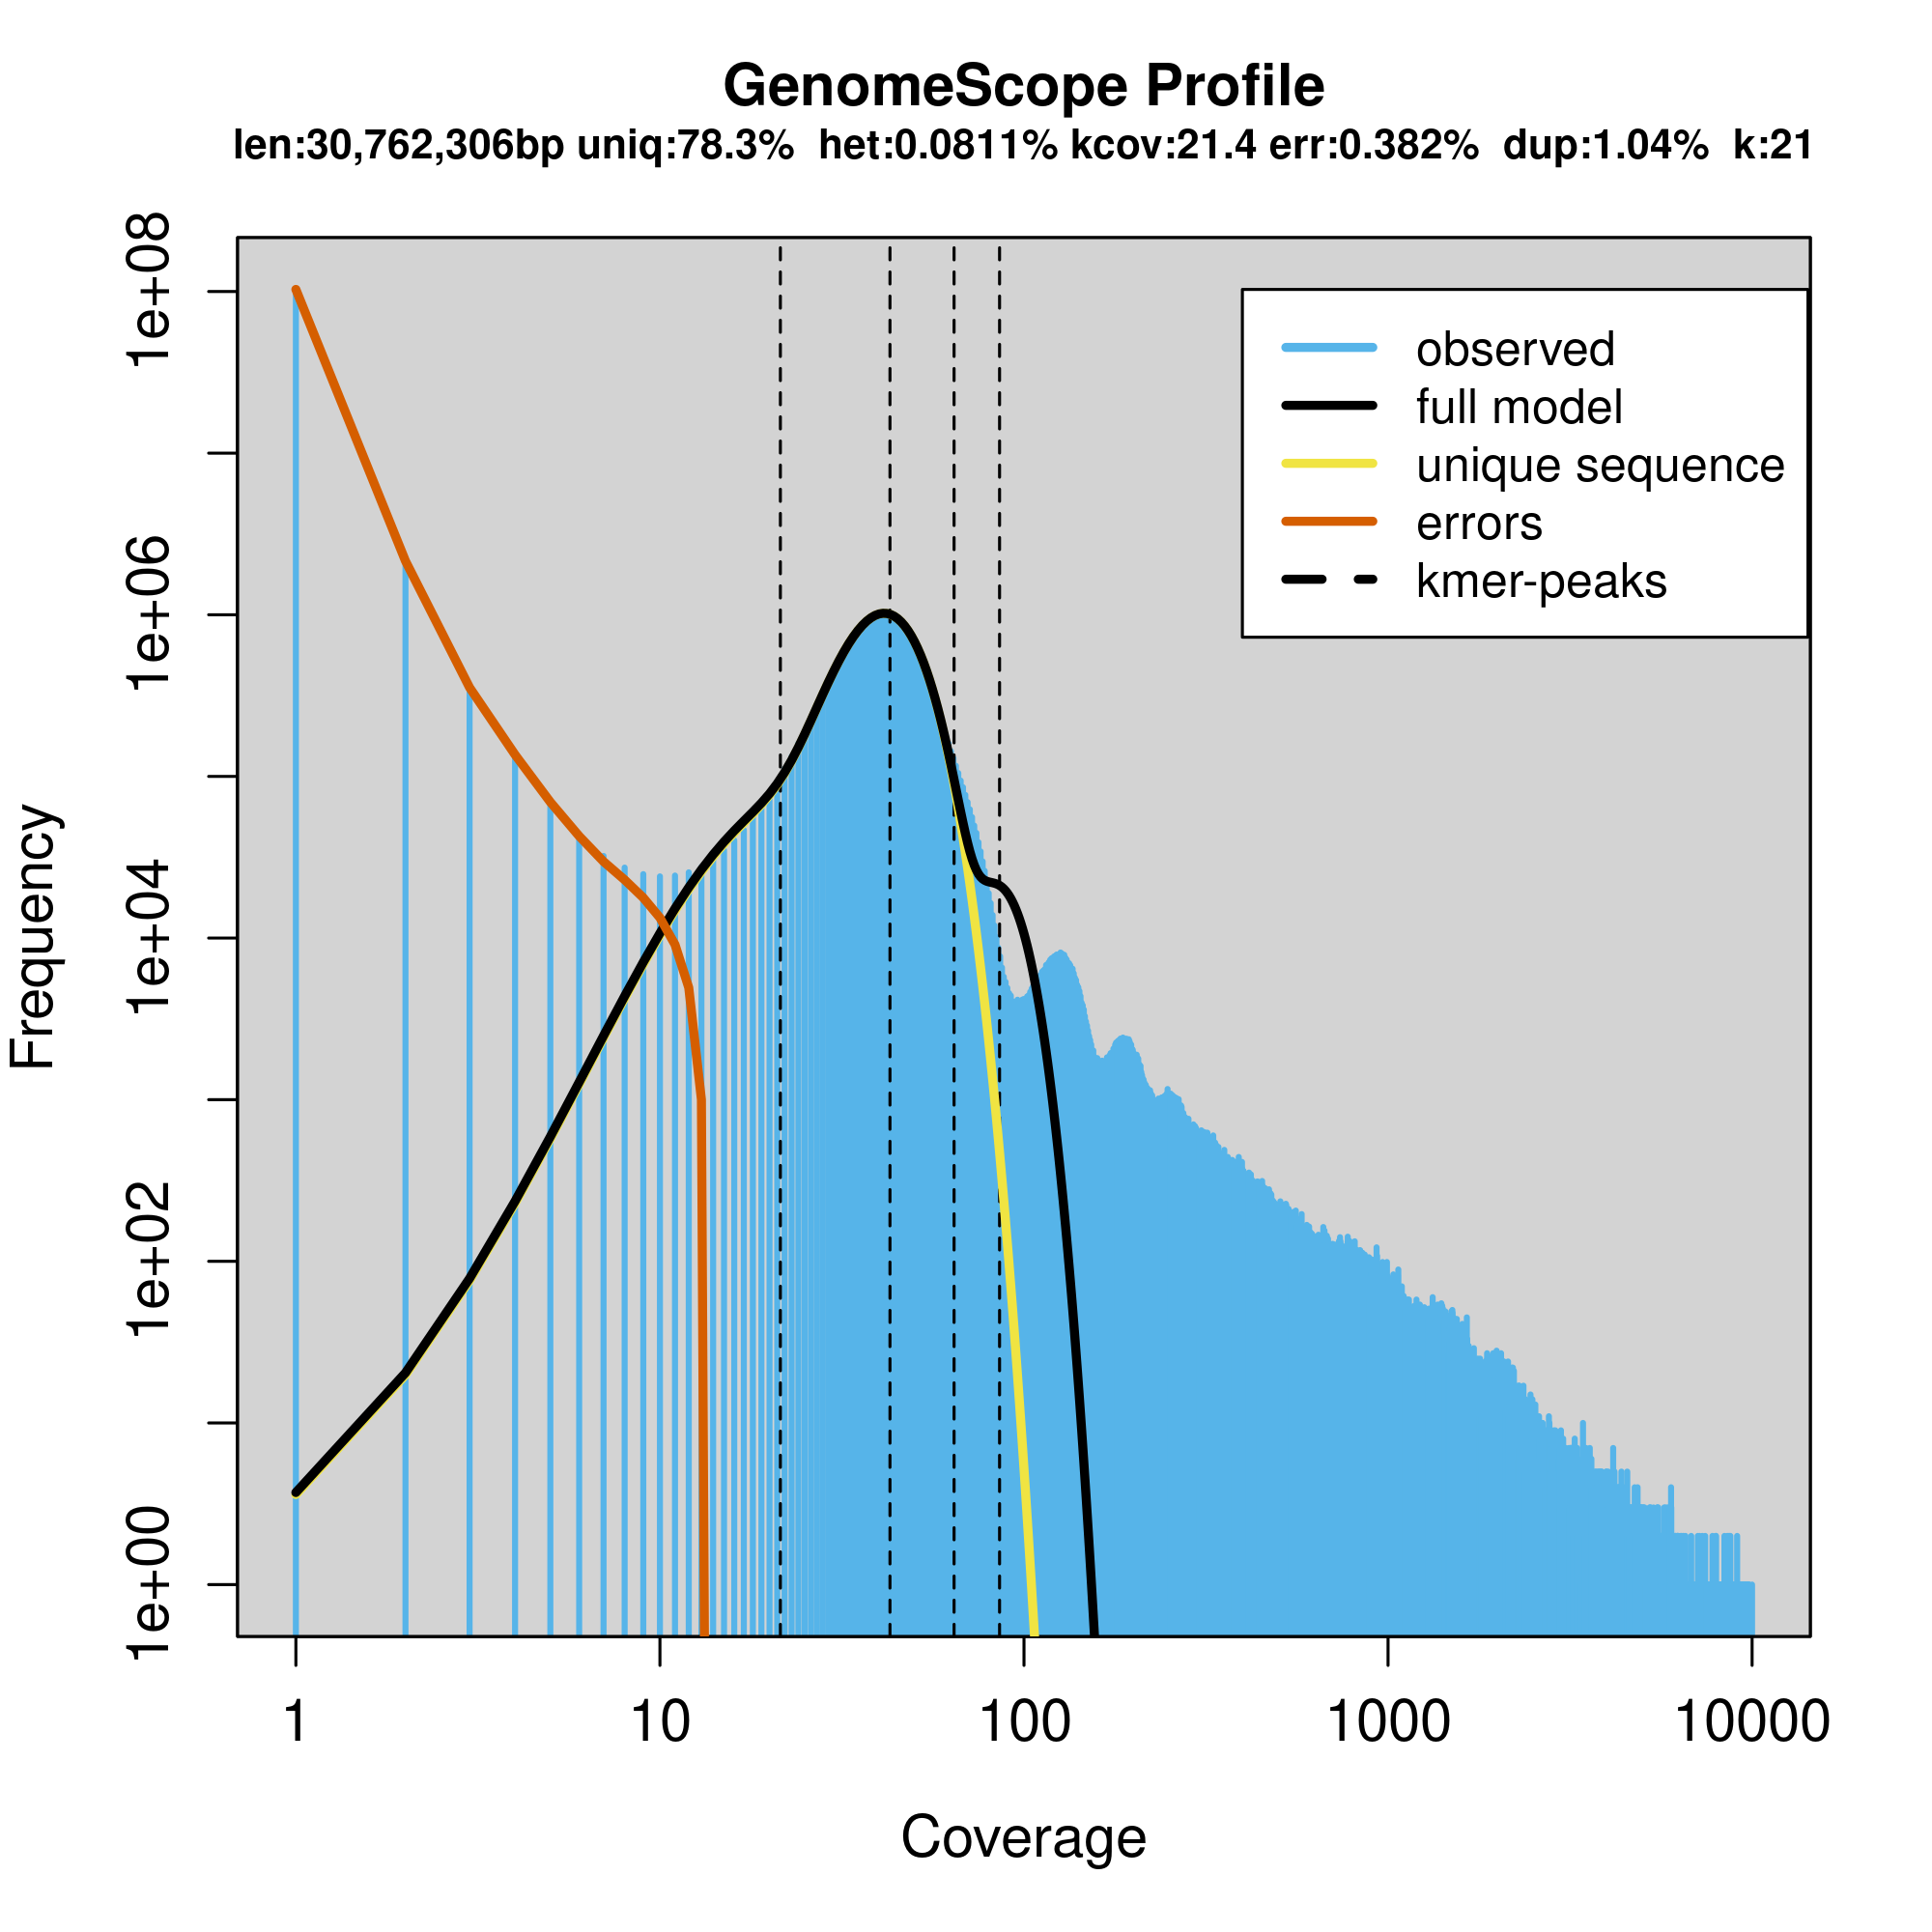 GenomeScope Profile
len:30,762,306bp uniq:78.3% het:0.0811% kcov:21.4 err:0.382% dup:1.04% k:21
1e+08
1e+06
1e+04
1e+02
1e+00
Frequency
observed
full model
unique sequence
errors
kmer-peaks
1 10 100 1000 10000
Coverage